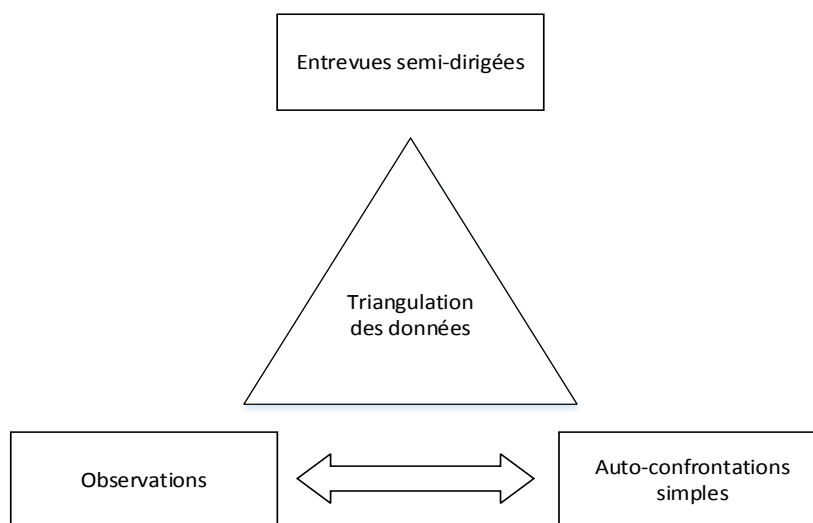 Entrevues semi-dirigées
Triangulation
des données
Observations
Auto-confrontations
simples